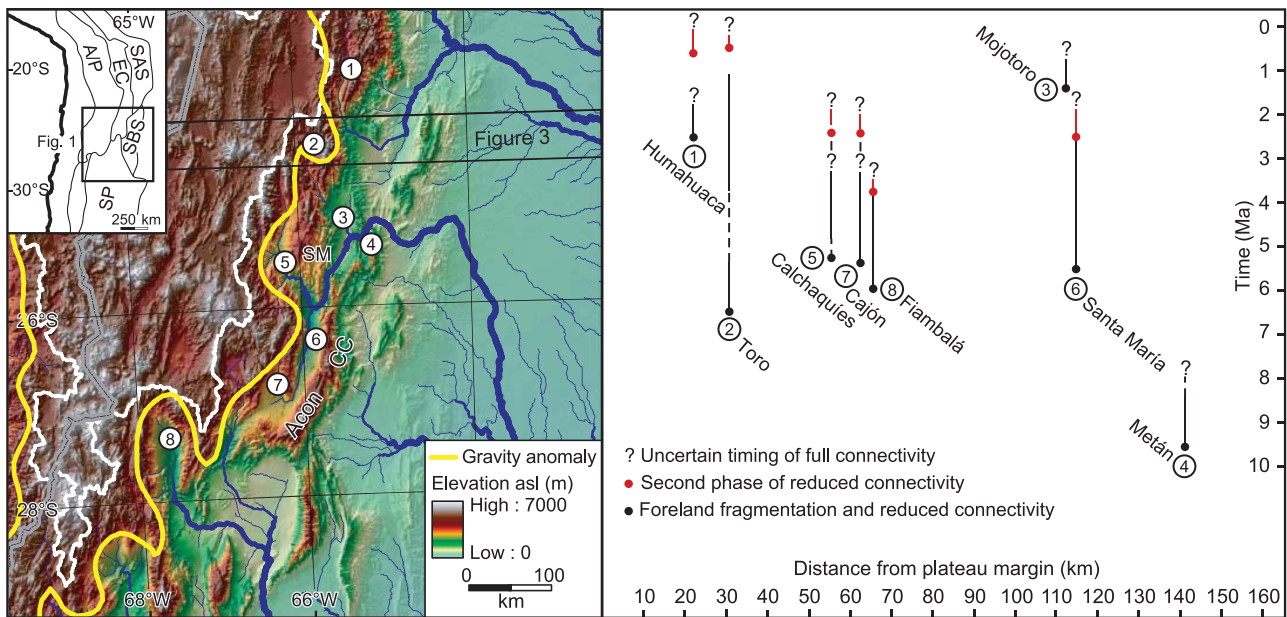 65°W
20°S
A/P
EC
SAS
Fig. 1
SBS
30°S
SP
250 km
1
2
Figure 3
3
4
SM
5
26°S
6
CC
7
Acon
8
28°S
68°W
66°W
Gravity anomaly
Elevation asl (m)
High : 7000
Low : 0
0 100
km
? ? ? ? ? ? ? ? ? ? ? ?
Humahuaca
1
2 Toro
5
Calchaquíes
7
Cajón
8 Fiambalá
Mojotoro
3
6
Santa María
Metán
4
0
1
2
3
4
5
6
7
8
9
10
Time (Ma)
? Uncertain timing of full connectivity
Second phase of reduced connectivity
Foreland fragmentation and reduced connectivity
Distance from plateau margin (km)
10 20 30 40 50 60 70 80 90 100 110 120 130 140 150 160